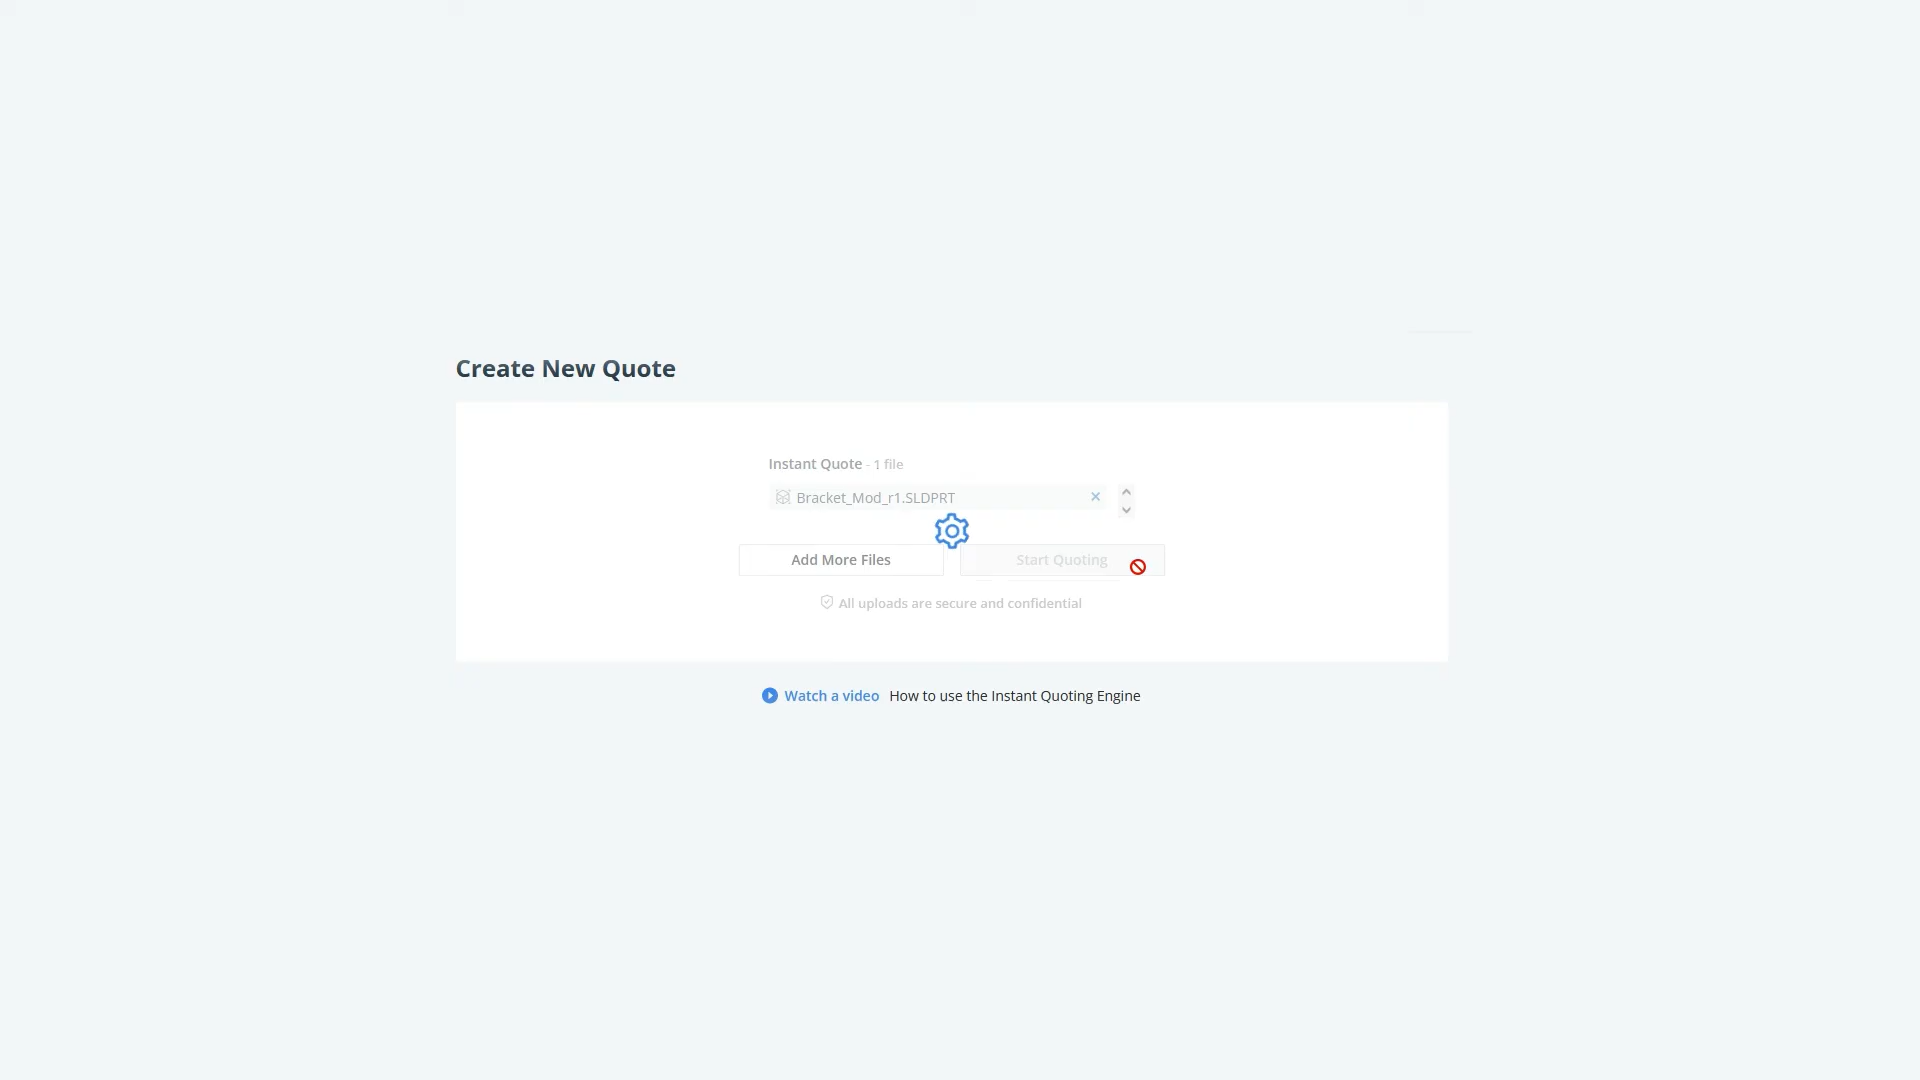 Create New Quote
Instant Quote - 1 file
Bracket_Mod_r1.SLDPRT
Add More Files
Start Quoting
All uploads are secure and confidential
Watch a video How to use the Instant Quoting Engine